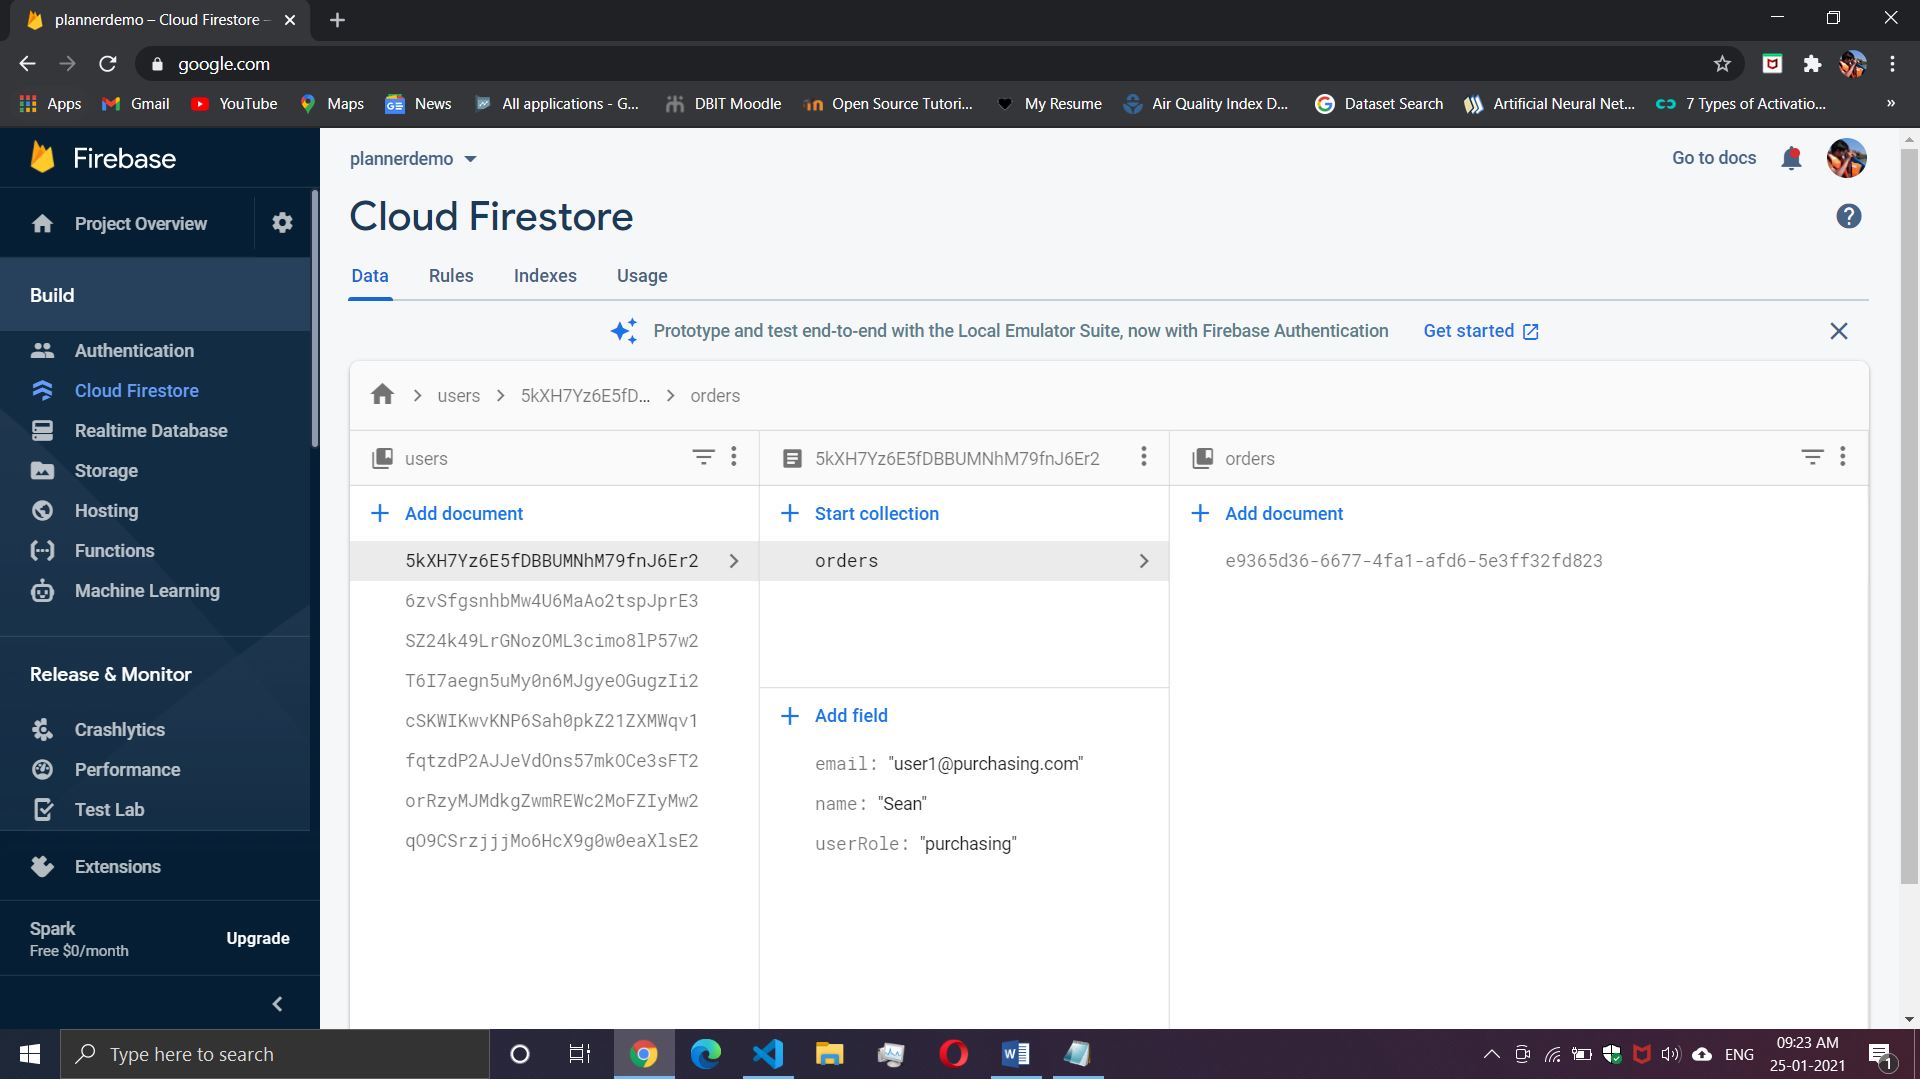 plannerdemo – Cloud Firestore –
google.com
Apps
Gmail
YouTube
Maps
News
All applications - G...
DBIT Moodle
Open Source Tutori...
My Resume
Air Quality Index D...
Dataset Search
Artificial Neural Net...
7 Types of Activatio...
»
Firebase
Project Overview
Build
Authentication
Cloud Firestore
Realtime Database
Storage
Hosting
Functions
Machine Learning
Release & Monitor
Crashlytics
Performance
Test Lab
Extensions
Spark
Free $0/month
Upgrade
plannerdemo
Go to docs
Cloud Firestore
Data
Rules
Indexes
Usage
Prototype and test end-to-end with the Local Emulator Suite, now with Firebase Authentication
Get started
users
5kXH7Yz6E5fD...
orders
users
Add document
5kXH7Yz6E5fDBBUMNhM79fnJ6Er2
6zvSfgsnhbMw4U6MaAo2tspJprE3
SZ24k49LrGNozOML3cimo8lP57w2
T6I7aegn5uMy0n6MJgyeOGugzIi2
cSKWIKwvKNP6Sah0pkZ21ZXMWqv1
fqtzdP2AJJeVdOns57mkOCe3sFT2
orRzyMJMdkgZwmREWc2MoFZIyMw2
qO9CSrzjjjMo6HcX9g0w0eaXlsE2
5kXH7Yz6E5fDBBUMNhM79fnJ6Er2
Start collection
orders
Add field
email: "user1@purchasing.com"
name: "Sean"
userRole: "purchasing"
orders
Add document
e9365d36-6677-4fa1-afd6-5e3ff32fd823
Type here to search
ENG
09:23 AM
25-01-2021
1